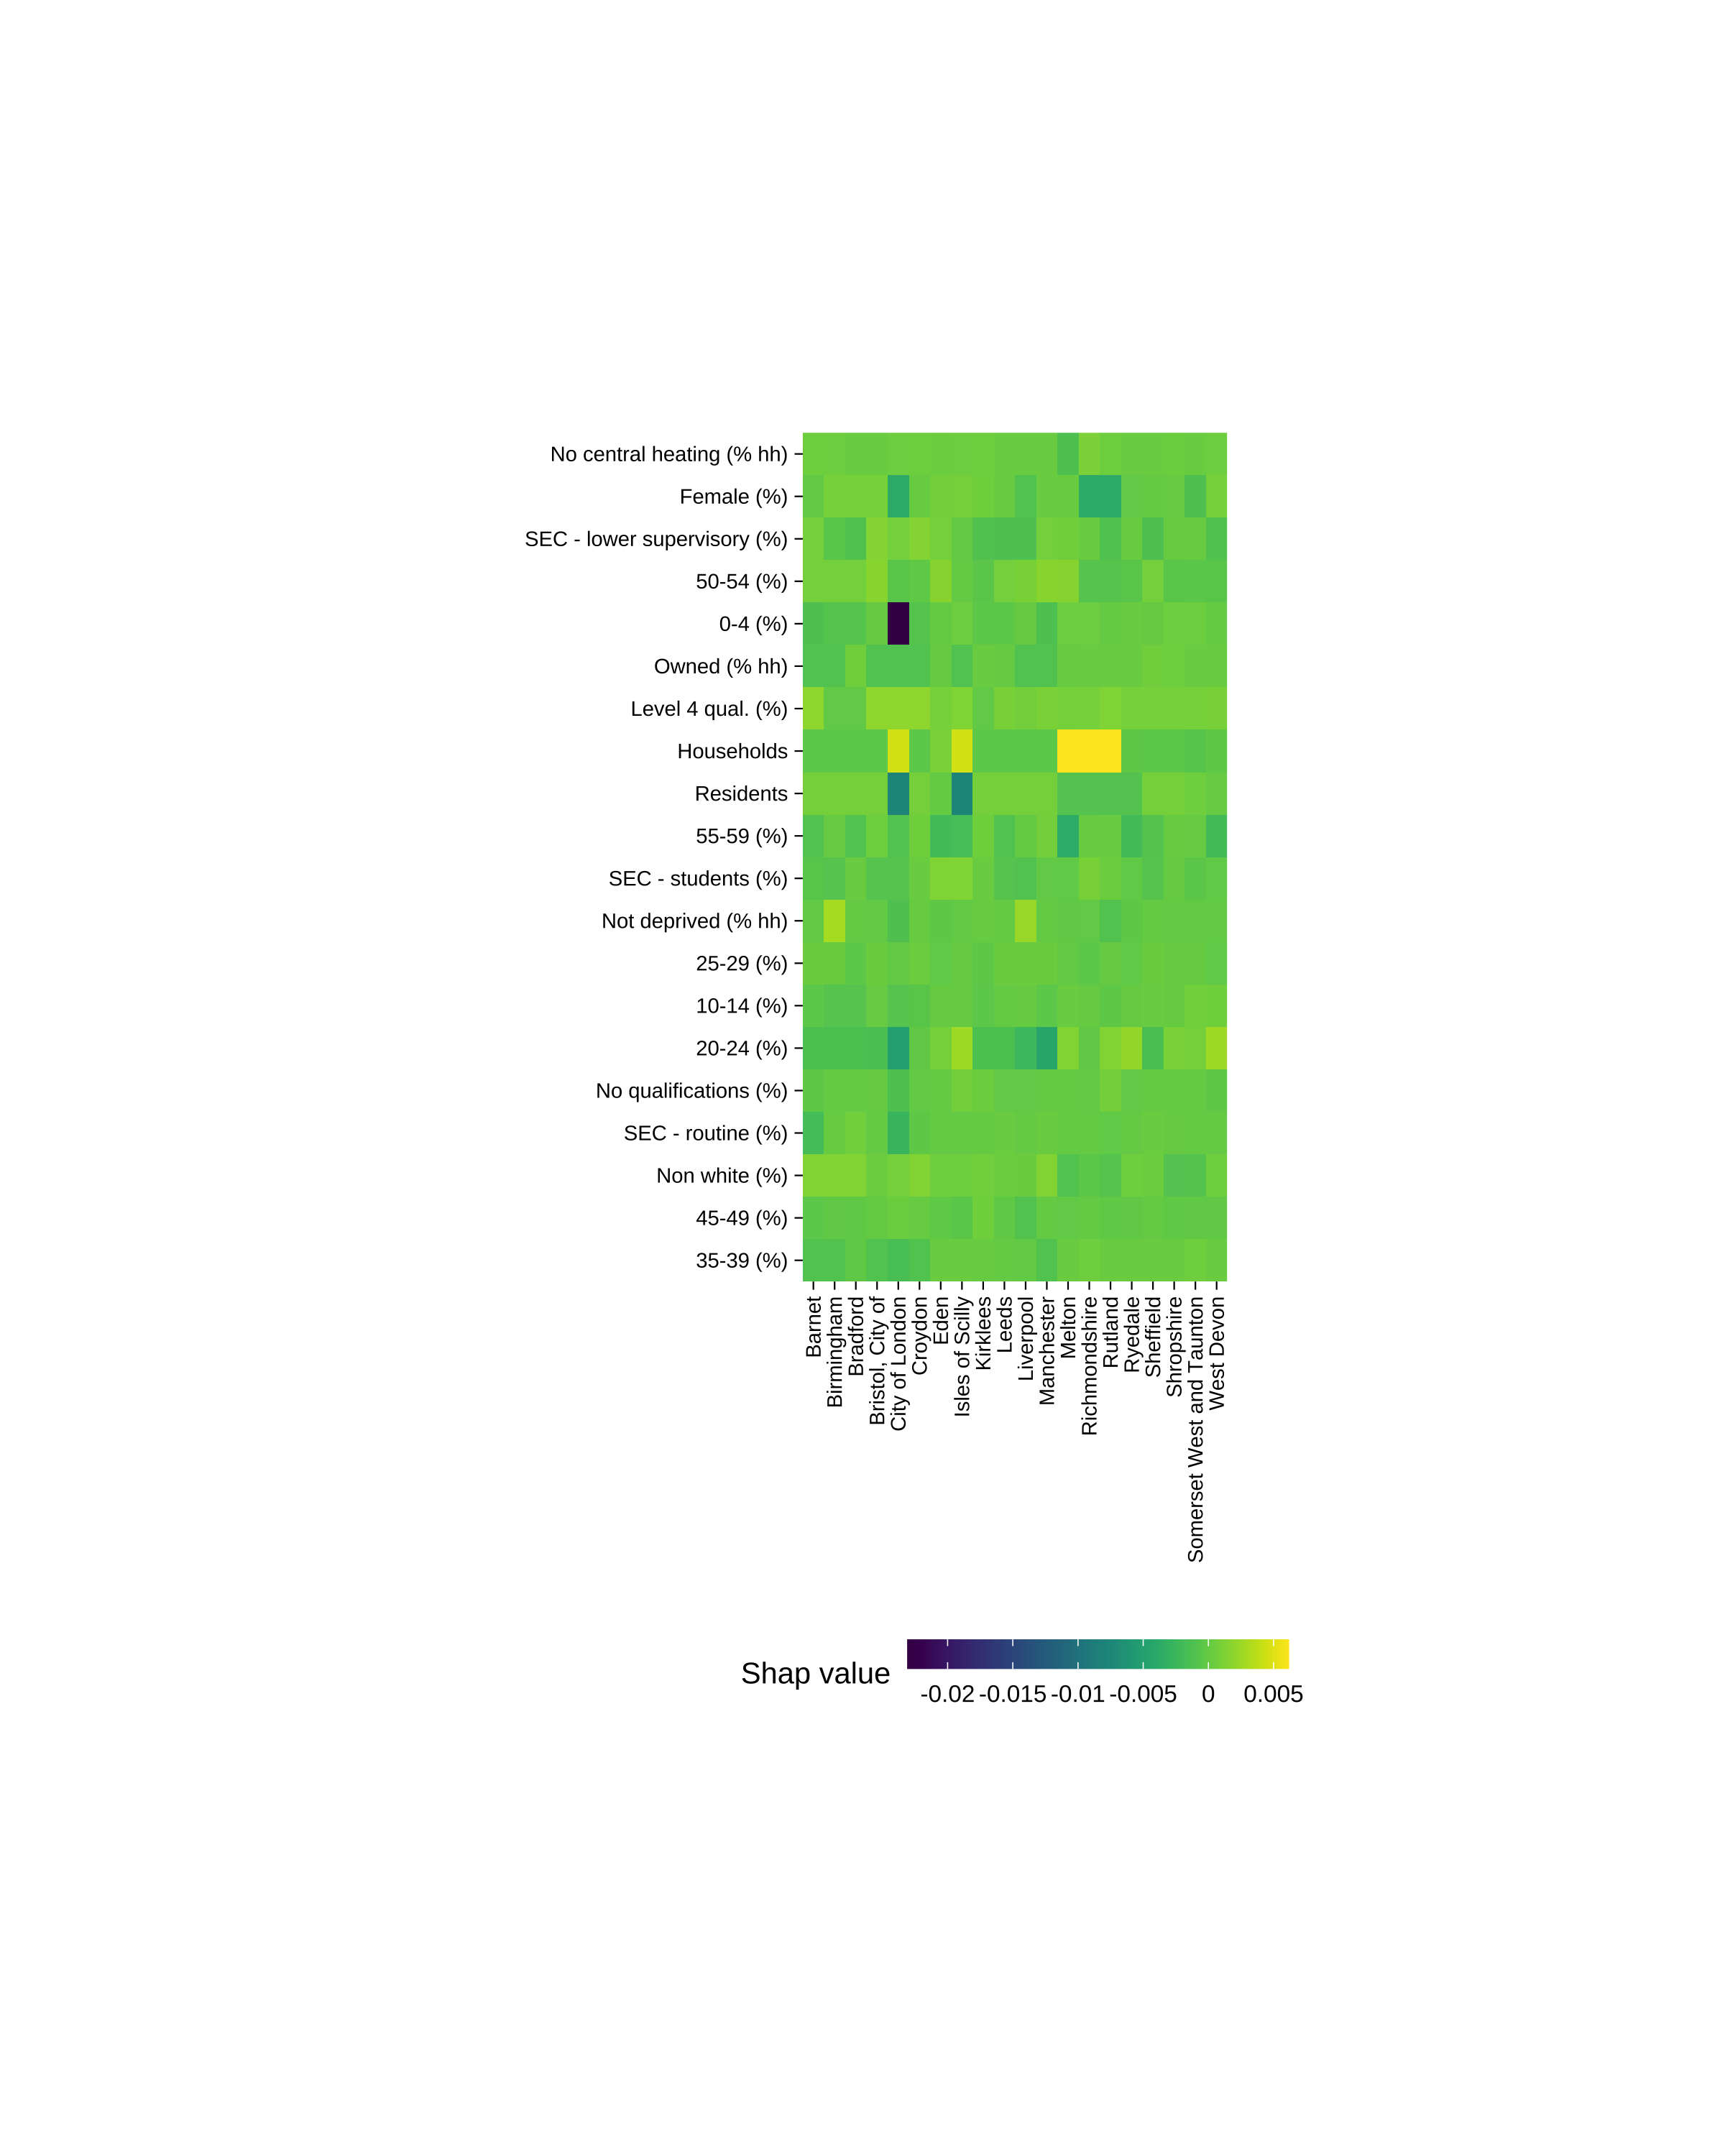 No central heating (% hh)
Female (%)
SEC - lower supervisory (%)
50-54 (%)
0-4 (%)
Owned (% hh)
Level 4 qual. (%)
Households
Residents
55-59 (%)
SEC - students (%)
Not deprived (% hh)
25-29 (%)
10-14 (%)
20-24 (%)
No qualifications (%)
SEC - routine (%)
Non white (%)
45-49 (%)
35-39 (%)
Barnet
Birmingham
Bradford
Bristol, City of
City of London
Croydon
Eden
Isles of Scilly
Kirklees
Leeds
Liverpool
Manchester
Melton
Richmondshire
Rutland
Ryedale
Sheffield
Shropshire
Somerset West and Taunton
West Devon
Shap value
-0.02 -0.015 -0.01 -0.005 0 0.005